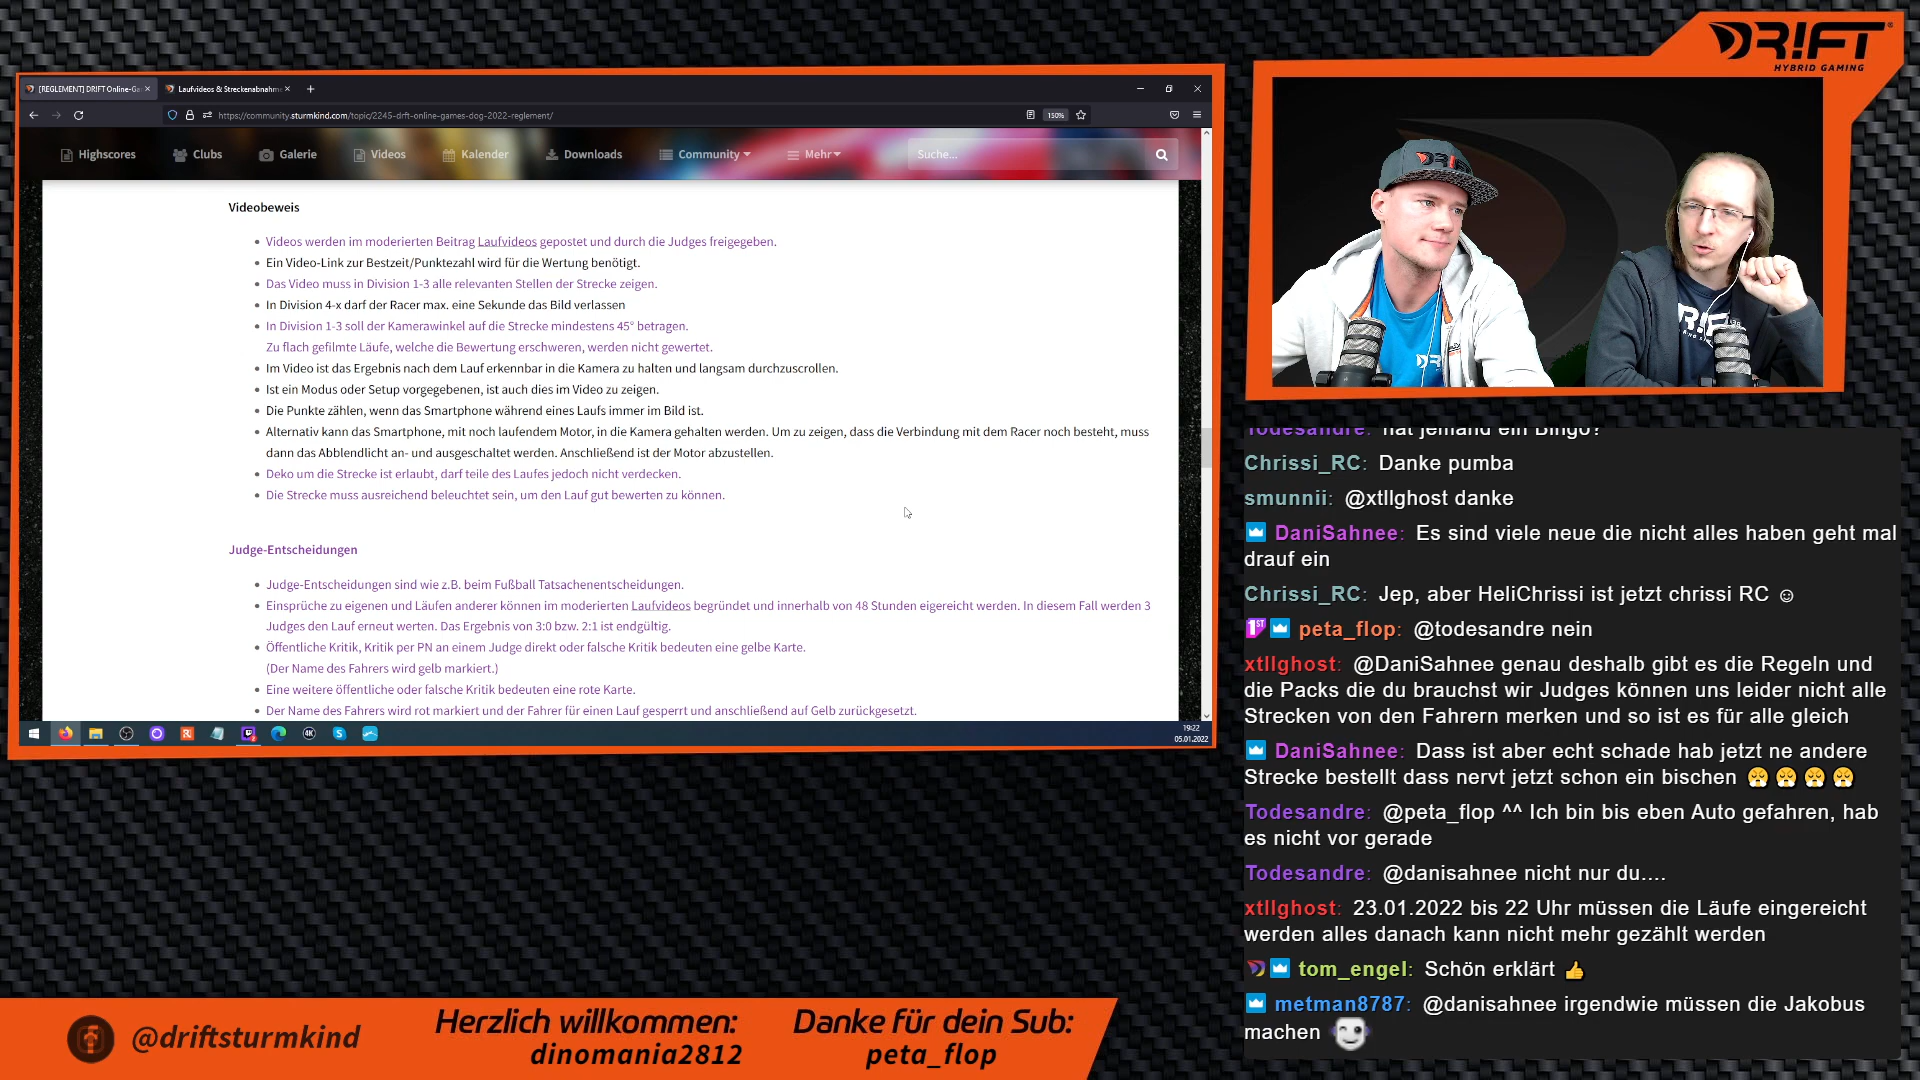 DR!FT
HYBRID GAMING
[REGLEMENT] DR!FT Online-Ga
Laufvideos & Streckenabnahme
https://community.sturmkind.com/topic/2245-drft-online-games-dog-2022-reglement/
150%
Highscores
Clubs
Galerie
Videos
Kalender
Downloads
Community
Mehr
Suche...
Videobeweis
Videos werden im moderierten Beitrag Laufvideos gepostet und durch die Judges freigegeben.
Ein Video-Link zur Bestzeit/Punktezahl wird für die Wertung benötigt.
Das Video muss in Division 1-3 alle relevanten Stellen der Strecke zeigen.
In Division 4-x darf der Racer max. eine Sekunde das Bild verlassen
In Division 1-3 soll der Kamerawinkel auf die Strecke mindestens 45° betragen.
Zu flach gefilmte Läufe, welche die Bewertung erschweren, werden nicht gewertet.
Im Video ist das Ergebnis nach dem Lauf erkennbar in die Kamera zu halten und langsam durchzuscrollen.
Ist ein Modus oder Setup vorgegebenen, ist auch dies im Video zu zeigen.
Die Punkte zählen, wenn das Smartphone während eines Laufs immer im Bild ist.
Alternativ kann das Smartphone, mit noch laufendem Motor, in die Kamera gehalten werden. Um zu zeigen, dass die Verbindung mit dem Racer noch besteht, muss
dann das Abblendlicht an- und ausgeschaltet werden. Anschließend ist der Motor abzustellen.
Deko um die Strecke ist erlaubt, darf teile des Laufes jedoch nicht verdecken.
Die Strecke muss ausreichend beleuchtet sein, um den Lauf gut bewerten zu können.
Judge-Entscheidungen
Judge-Entscheidungen sind wie z.B. beim Fußball Tatsachenentscheidungen.
Einsprüche zu eigenen und Läufen anderer können im moderierten Laufvideos begründet und innerhalb von 48 Stunden eigereicht werden. In diesem Fall werden 3
Judges den Lauf erneut werten. Das Ergebnis von 3:0 bzw. 2:1 ist endgültig.
Öffentliche Kritik, Kritik per PN an einem Judge direkt oder falsche Kritik bedeuten eine gelbe Karte.
(Der Name des Fahrers wird gelb markiert.)
Eine weitere öffentliche oder falsche Kritik bedeuten eine rote Karte.
Der Name des Fahrers wird rot markiert und der Fahrer für einen Lauf gesperrt und anschließend auf Gelb zurückgesetzt.
19:22
05.01.2022
Todesandre: hat jemand ein Bingo?
Chrissi_RC: Danke pumba
smunnii: @xtllghost danke
DaniSahnee: Es sind viele neue die nicht alles haben geht mal
drauf ein
Chrissi_RC: Jep, aber HeliChrissi ist jetzt chrissi RC ☺
1ST peta_flop: @todesandre nein
xtllghost: @DaniSahnee genau deshalb gibt es die Regeln und
die Packs die du brauchst wir Judges können uns leider nicht alle
Strecken von den Fahrern merken und so ist es für alle gleich
DaniSahnee: Dass ist aber echt schade hab jetzt ne andere
Strecke bestellt dass nervt jetzt schon ein bischen 😤 😤 😤 😤
Todesandre: @peta_flop ^^ Ich bin bis eben Auto gefahren, hab
es nicht vor gerade
Todesandre: @danisahnee nicht nur du....
xtllghost: 23.01.2022 bis 22 Uhr müssen die Läufe eingereicht
werden alles danach kann nicht mehr gezählt werden
tom_engel: Schön erklärt 👍
metman8787: @danisahnee irgendwie müssen die Jakobus
machen
@driftsturmkind
Herzlich willkommen:
dinomania2812
Danke für dein Sub:
peta_flop